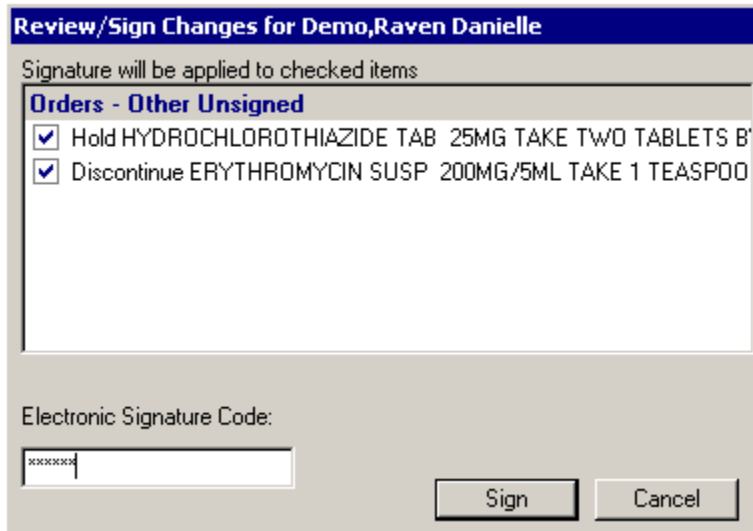 Review/Sign Changes for Demo,Raven Danielle
Signature will be applied to checked items
Orders - Other Unsigned
Hold HYDROCHLOROTHIAZIDE TAB 25MG TAKE TWO TABLETS B
Discontinue ERYTHROMYCIN SUSP 200MG/5ML TAKE 1 TEASPOO
Electronic Signature Code:
******
Sign Cancel